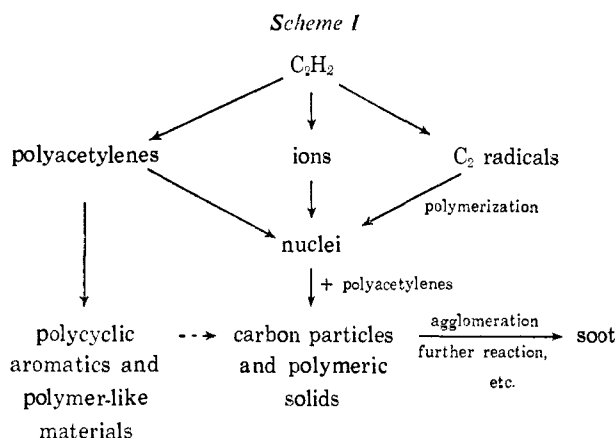 Scheme I
C2H2
polyacetylenes ions C2 radicals
polymerization
nuclei
+ polyacetylenes
polycyclic carbon particles agglomeration soot
aromatics and and polymeric further reaction,
polymer-like solids etc.
materials